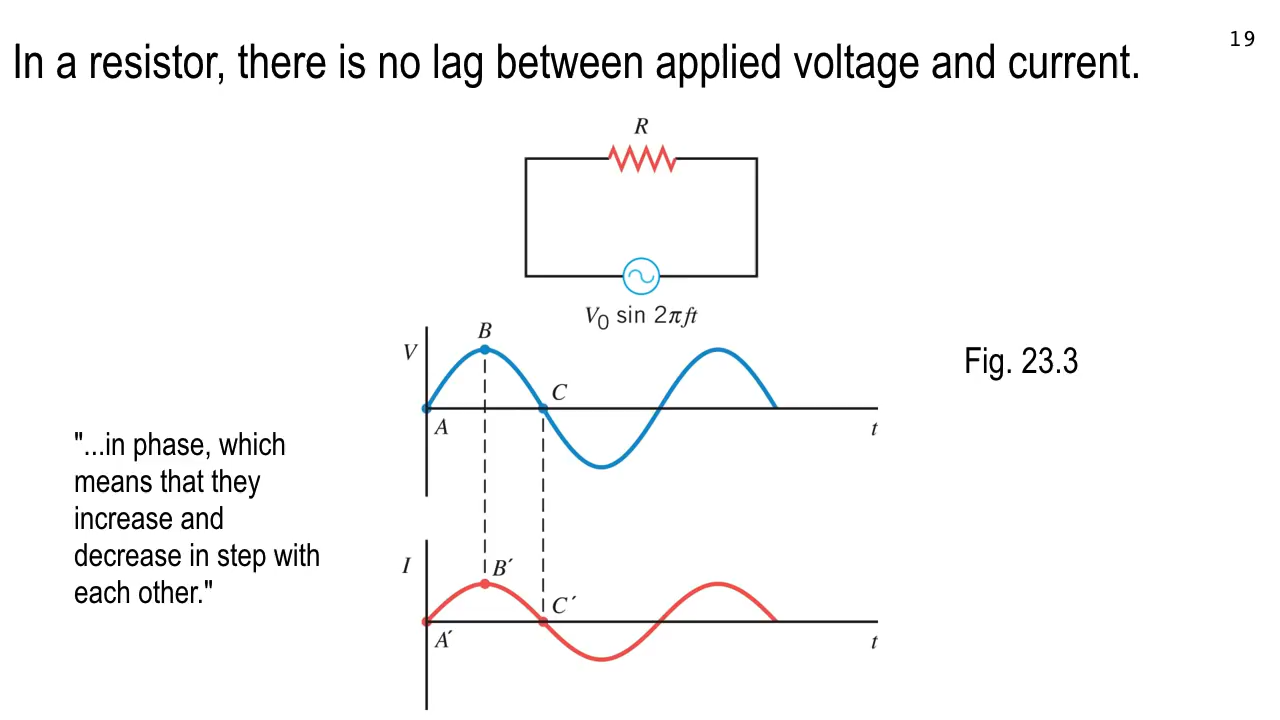 19
In a resistor, there is no lag between applied voltage and current.
R
V₀ sin 2πft
B
V
C
A
t
Fig. 23.3
"...in phase, which
means that they
increase and
decrease in step with
each other."
I
B′
C′
A′
t